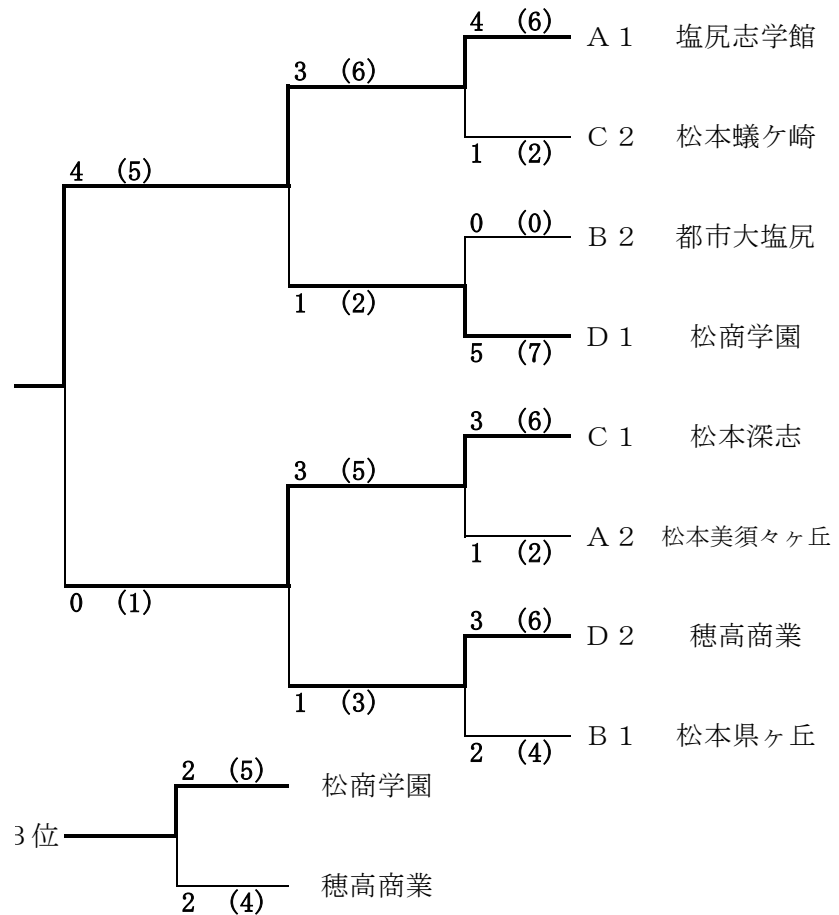 4 (6) A 1 塩尻志学館
3 (6)
1 (2) C 2 松本蟻ケ崎
4 (5)
0 (0) B 2 都市大塩尻
1 (2)
5 (7) D 1 松商学園
3 (6) C 1 松本深志
3 (5)
1 (2) A 2 松本美須々ヶ丘
0 (1)
3 (6) D 2 穂高商業
1 (3)
2 (4) B 1 松本県ヶ丘
2 (5) 松商学園
3位
2 (4) 穂高商業